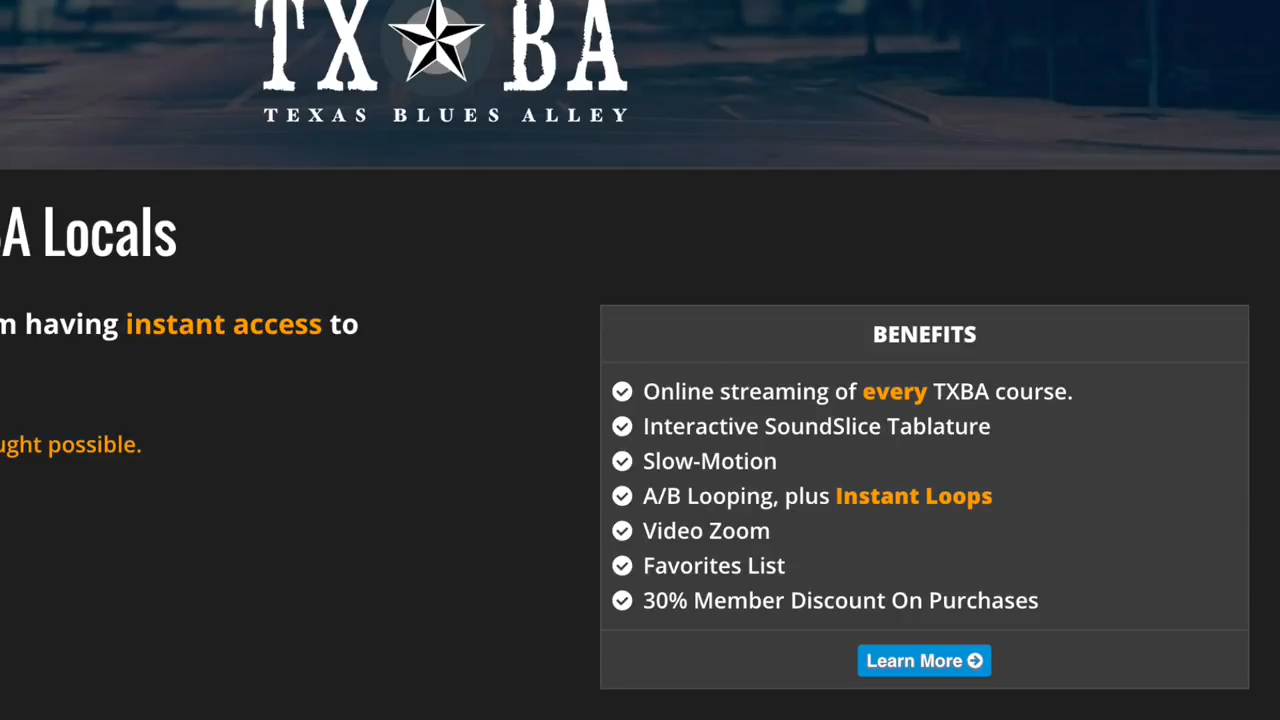 TX BA
TEXAS BLUES ALLEY
A Locals
having instant access to
possible.
BENEFITS
Online streaming of every TXBA course.
Interactive SoundSlice Tablature
Slow-Motion
A/B Looping, plus Instant Loops
Video Zoom
Favorites List
30% Member Discount On Purchases
Learn More